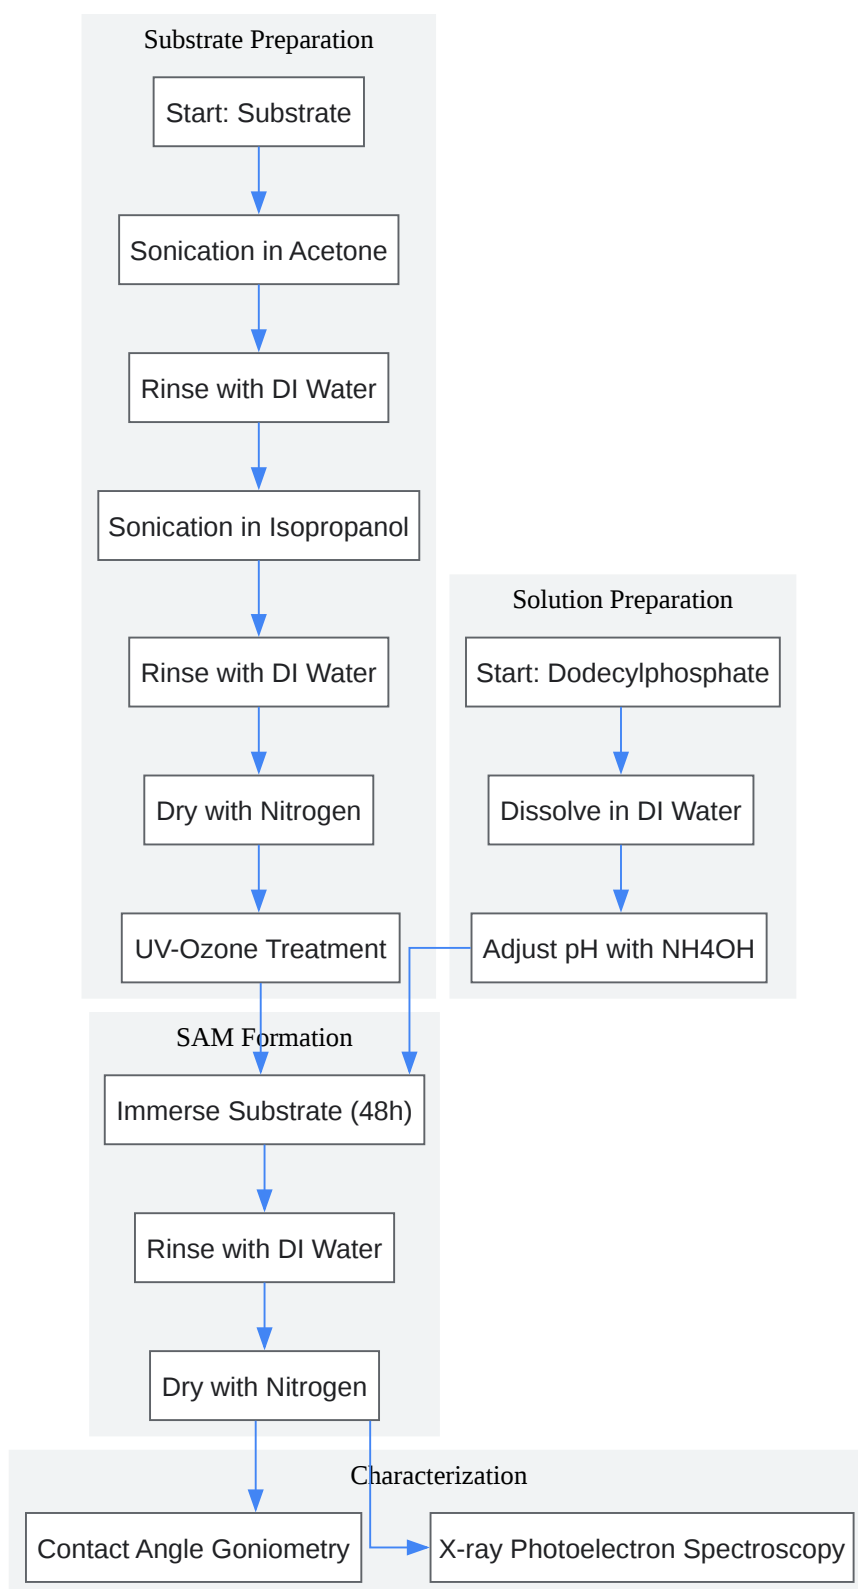 Substrate Preparation
Start: Substrate
Sonication in Acetone
Rinse with DI Water
Sonication in Isopropanol
Rinse with DI Water
Dry with Nitrogen
UV-Ozone Treatment
Solution Preparation
Start: Dodecylphosphate
Dissolve in DI Water
Adjust pH with NH4OH
SAM Formation
Immerse Substrate (48h)
Rinse with DI Water
Dry with Nitrogen
Characterization
Contact Angle Goniometry
X-ray Photoelectron Spectroscopy